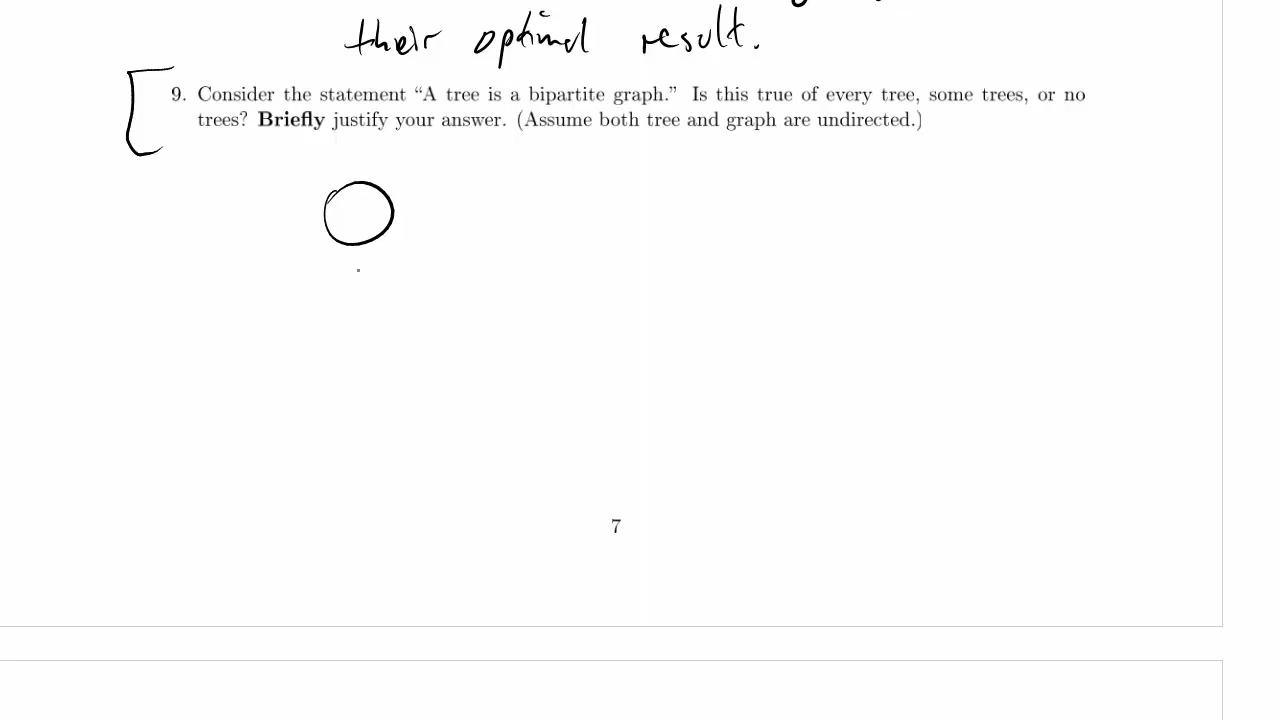 their optimal result.
9. Consider the statement “A tree is a bipartite graph.” Is this true of every tree, some trees, or no
trees? Briefly justify your answer. (Assume both tree and graph are undirected.)
7